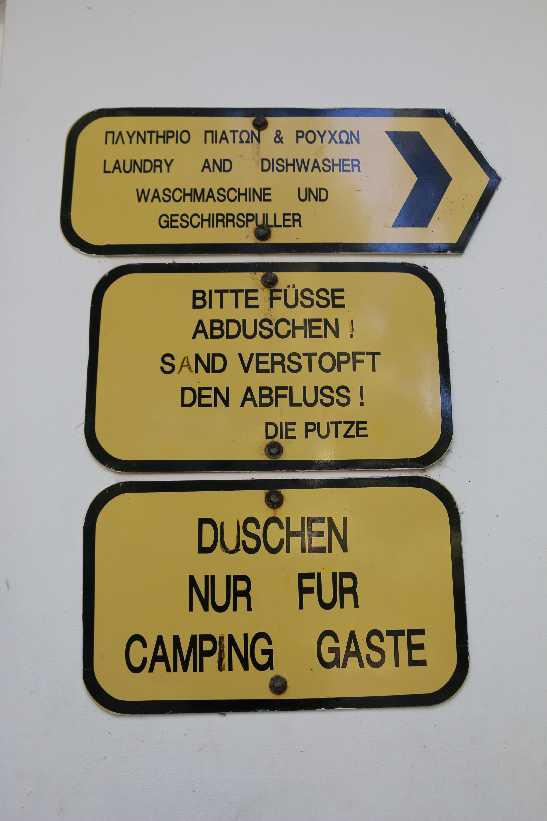 ΠΛΥΝΤΗΡΙΟ ΠΙΑΤΩΝ & ΡΟΥΧΩΝ
LAUNDRY AND DISHWASHER
WASCHMASCHINE UND
GESCHIRRSPULLER
BITTE FÜSSE
ABDUSCHEN !
SAND VERSTOPFT
DEN ABFLUSS !
DIE PUTZE
DUSCHEN
NUR FUR
CAMPING GASTE